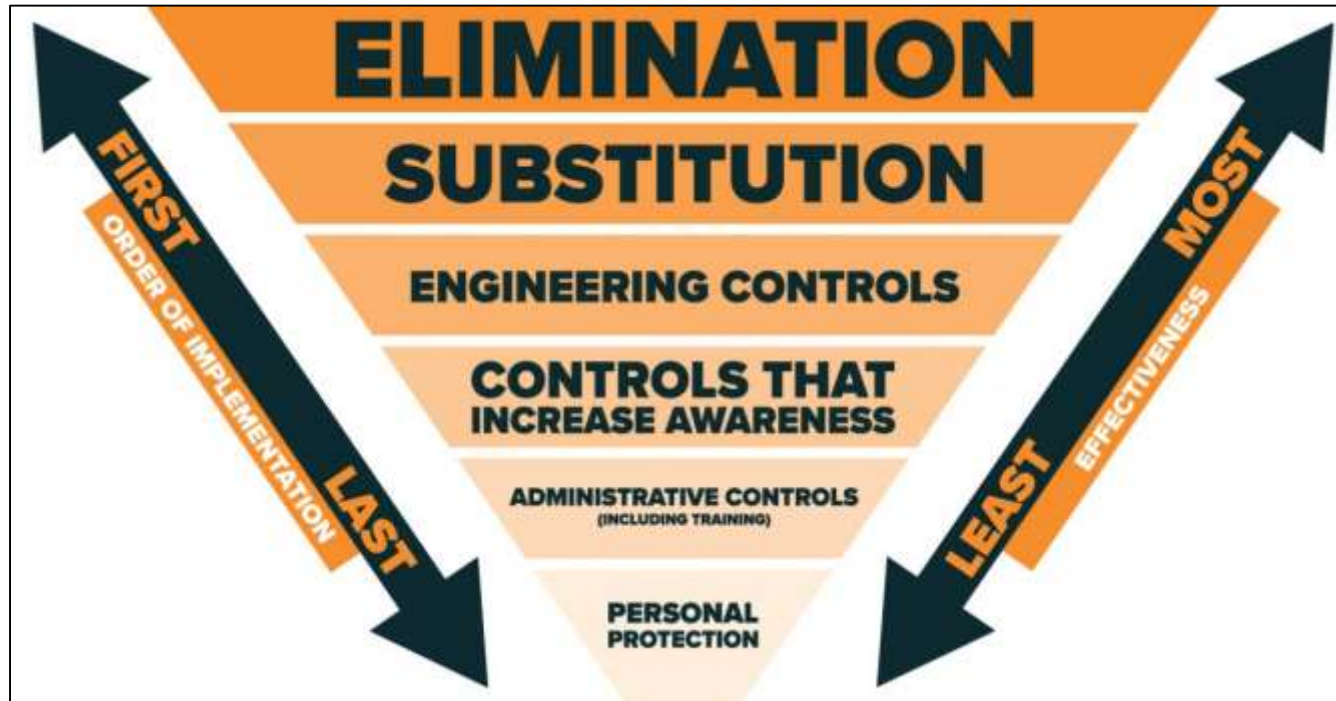 ELIMINATION
SUBSTITUTION
ENGINEERING CONTROLS
CONTROLS THAT
INCREASE AWARENESS
ADMINISTRATIVE CONTROLS
(INCLUDING TRAINING)
PERSONAL
PROTECTION
FIRST
LAST
ORDER OF IMPLEMENTATION
MOST
LEAST
EFFECTIVENESS